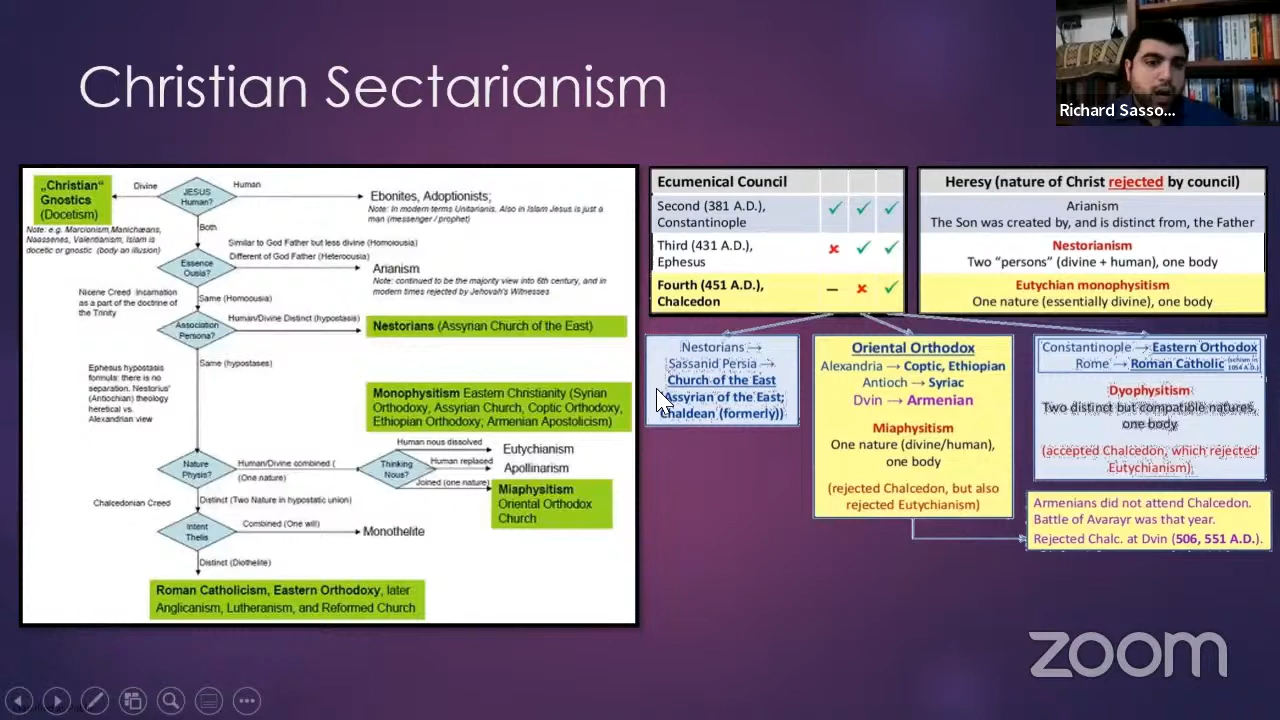 Christian Sectarianism
Richard Sasso...
„Christian“
Gnostics
(Docetism)
Divine
JESUS
Human?
Human
Ebonites, Adoptionists;
Note: In modern terms Unitarians. Also in Islam Jesus is just a
man (messenger / prophet)
Note: e.g. Marcionism,Manichæans,
Naassenes, Valentianism, Islam is
docetic or gnostic (body an illusion)
Both
Similar to God Father but less divine (Homoiousia)
Different of God Father (Heteroousia)
Essence
Ousia?
Arianism
Note: continued to be the majority view into 6th century, and in
modern times rejected by Jehovah's Witnesses
Nicene Creed Incarnation
as a part of the doctrine of
the Trinity
Same (Homoousia)
Association
Persona?
Human/Divine Distinct (hypostasis)
Nestorians (Assyrian Church of the East)
Same (hypostases)
Ephesus hypostasis
formula: there is no
separation. Nestorius'
(Antiochian) theology
heretical vs.
Alexandrian view
Monophysitism Eastern Christianity (Syrian
Orthodoxy, Assyrian Church, Coptic Orthodoxy,
Ethiopian Orthodoxy; Armenian Apostolicism)
Human nous dissolved
Eutychianism
Nature
Physis?
Human/Divine combined (
(One nature)
Thinking
Nous?
Human replaced
Apollinarism
Joined (one nature)
Miaphysitism
Oriental Orthodox
Church
Chalcedonian Creed
Distinct (Two Nature in hypostatic union)
Intent
Thelis
Combined (One will)
Monothelite
Distinct (Diothelite)
Roman Catholicism, Eastern Orthodoxy, later
Anglicanism, Lutheranism, and Reformed Church
Ecumenical Council
Second (381 A.D.),
Constantinople
✓ ✓ ✓
Third (431 A.D.),
Ephesus
✗ ✓ ✓
Fourth (451 A.D.),
Chalcedon
– ✗ ✓
Heresy (nature of Christ rejected by council)
Arianism
The Son was created by, and is distinct from, the Father
Nestorianism
Two “persons” (divine + human), one body
Eutychian monophysitism
One nature (essentially divine), one body
Nestorians →
Sassanid Persia →
Church of the East
Assyrian of the East;
Chaldean (formerly))
Oriental Orthodox
Alexandria → Coptic, Ethiopian
Antioch → Syriac
Dvin → Armenian
Miaphysitism
One nature (divine/human),
one body
(rejected Chalcedon, but also
rejected Eutychianism)
Constantinople → Eastern Orthodox
Rome → Roman Catholic (schism in
1054 A.D.)
Dyophysitism
Two distinct but compatible natures,
one body
(accepted Chalcedon, which rejected
Eutychianism)
Armenians did not attend Chalcedon.
Battle of Avarayr was that year.
Rejected Chalc. at Dvin (506, 551 A.D.).
zoom